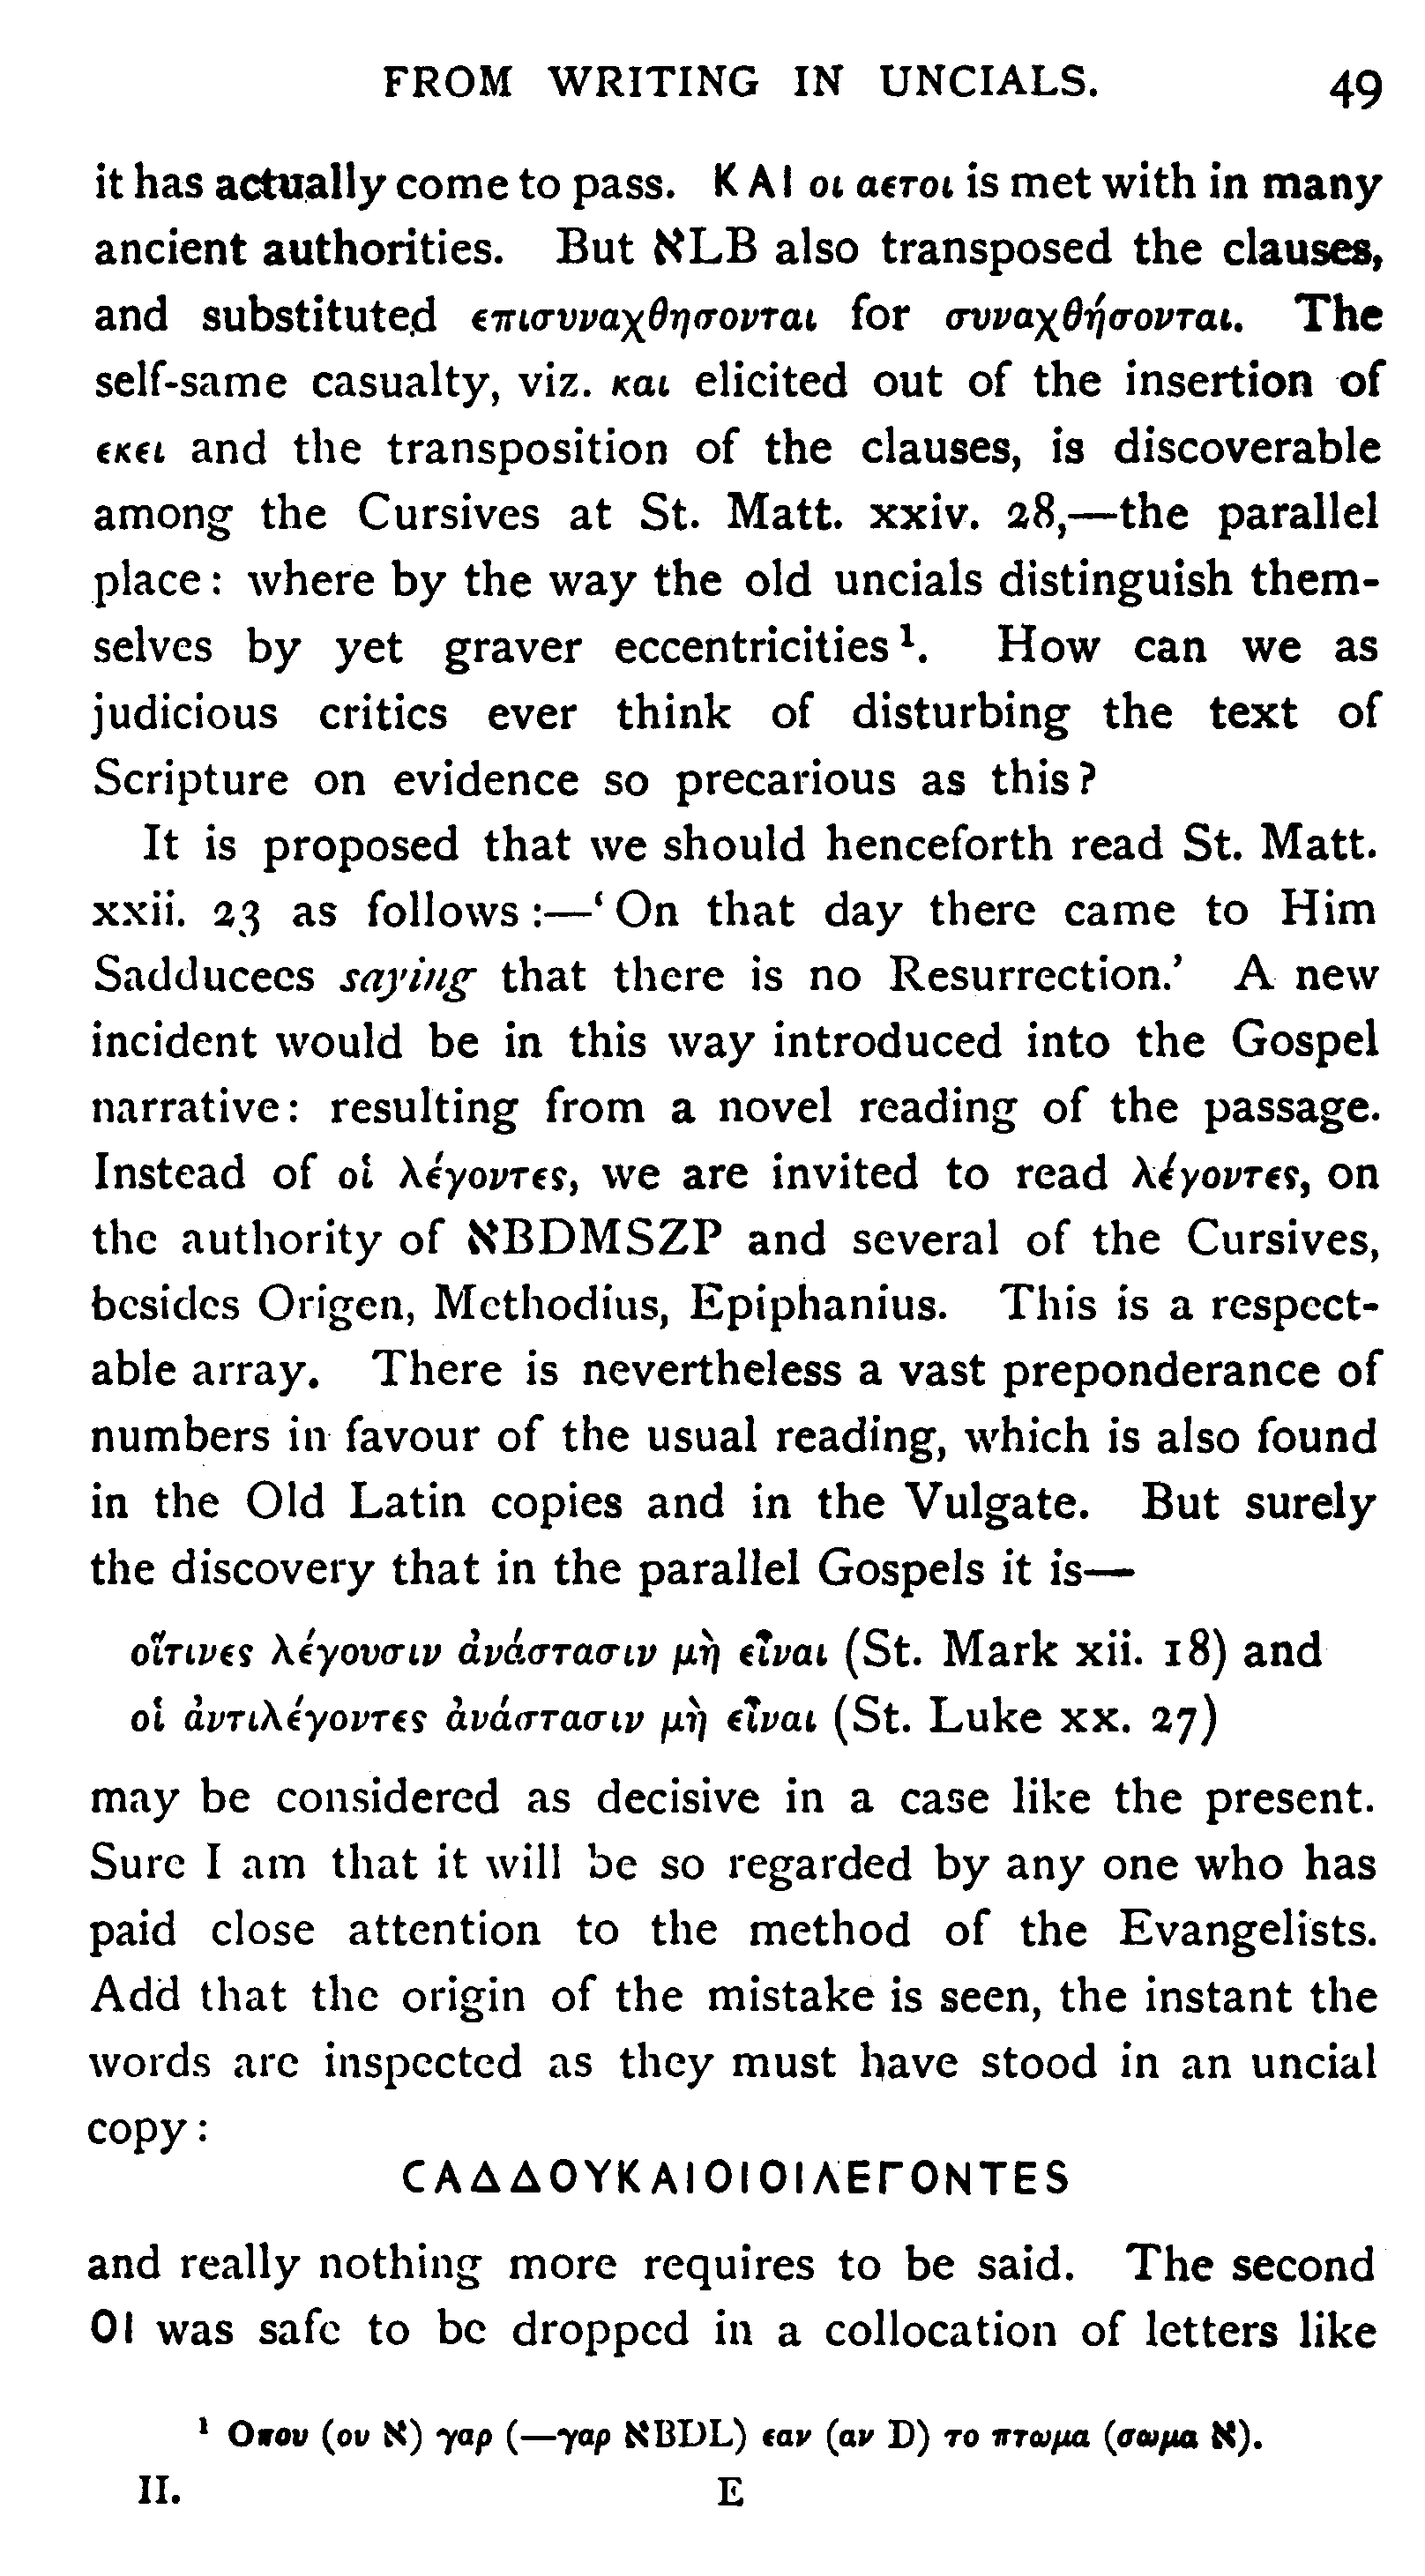 FROM WRITING IN UNCIALS. 49
it has actually come to pass. ΚΑΙ οι αετοι is met with in many
ancient authorities. But אLB also transposed the clauses,
and substituted επισυναχθησονται for συναχθήσονται. The
self-same casualty, viz. και elicited out of the insertion of
εκει and the transposition of the clauses, is discoverable
among the Cursives at St. Matt. xxiv. 28,—the parallel
place: where by the way the old uncials distinguish them-
selves by yet graver eccentricities¹. How can we as
judicious critics ever think of disturbing the text of
Scripture on evidence so precarious as this?
It is proposed that we should henceforth read St. Matt.
xxii. 23 as follows:—‘On that day there came to Him
Sadducees saying that there is no Resurrection.’ A new
incident would be in this way introduced into the Gospel
narrative: resulting from a novel reading of the passage.
Instead of οἱ λέγοντες, we are invited to read λέγοντες, on
the authority of אBDMSZP and several of the Cursives,
besides Origen, Methodius, Epiphanius. This is a respect-
able array. There is nevertheless a vast preponderance of
numbers in favour of the usual reading, which is also found
in the Old Latin copies and in the Vulgate. But surely
the discovery that in the parallel Gospels it is—
οἵτινες λέγουσιν ἀνάστασιν μὴ εἶναι (St. Mark xii. 18) and
οἱ ἀντιλέγοντες ἀνάστασιν μὴ εἶναι (St. Luke xx. 27)
may be considered as decisive in a case like the present.
Sure I am that it will be so regarded by any one who has
paid close attention to the method of the Evangelists.
Add that the origin of the mistake is seen, the instant the
words are inspected as they must have stood in an uncial
copy:
CΑΔΔΟΥΚΑΙΟΙΟΙΛΕΓΟΝΤΕS
and really nothing more requires to be said. The second
ΟΙ was safe to be dropped in a collocation of letters like
¹ Οπου (ου א) γαρ (—γαρ אBDL) εαν (αν D) το πτωμα (σωμα א).
II. E